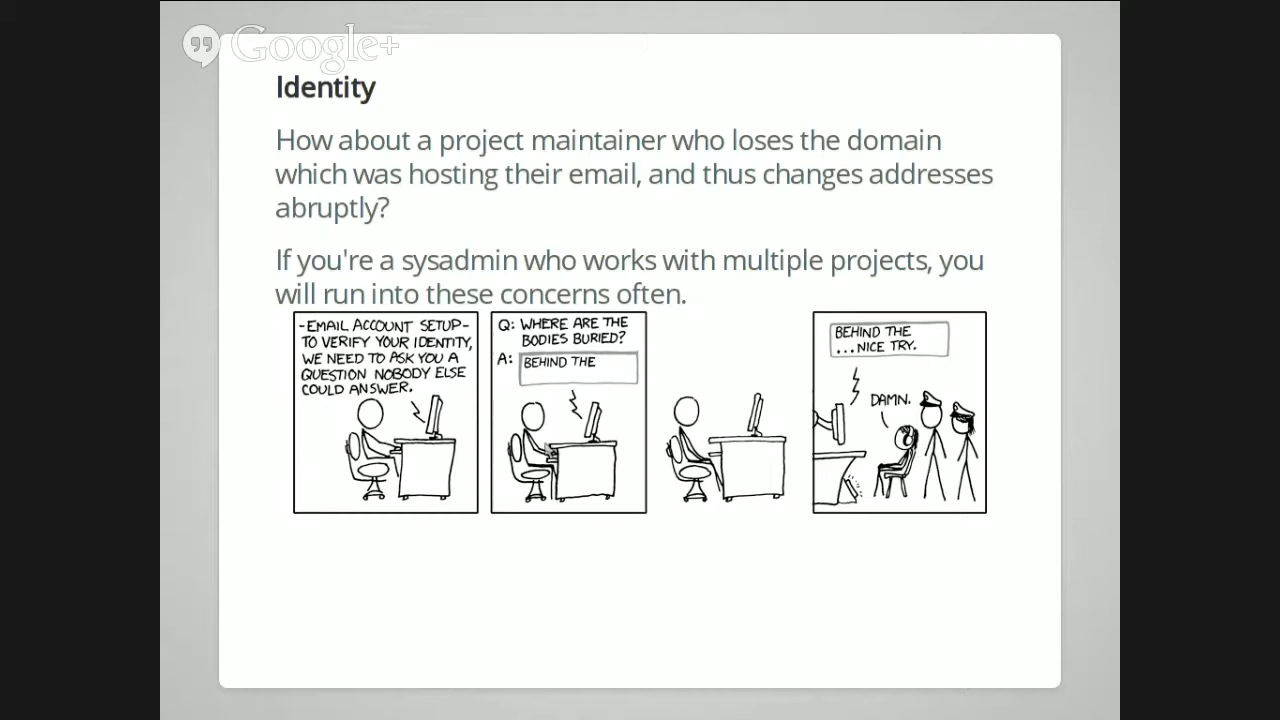 Google+
Identity
How about a project maintainer who loses the domain
which was hosting their email, and thus changes addresses
abruptly?
If you're a sysadmin who works with multiple projects, you
will run into these concerns often.
-EMAIL ACCOUNT SETUP-
TO VERIFY YOUR IDENTITY,
WE NEED TO ASK YOU A
QUESTION NOBODY ELSE
COULD ANSWER.
Q: WHERE ARE THE
BODIES BURIED?
A: BEHIND THE
BEHIND THE
...NICE TRY.
DAMN.